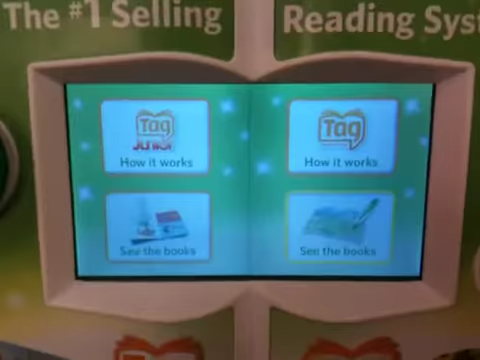 The #1 Selling
Reading Sys
Tag
JUNIOR
How it works
Tag
How it works
See the books
See the books